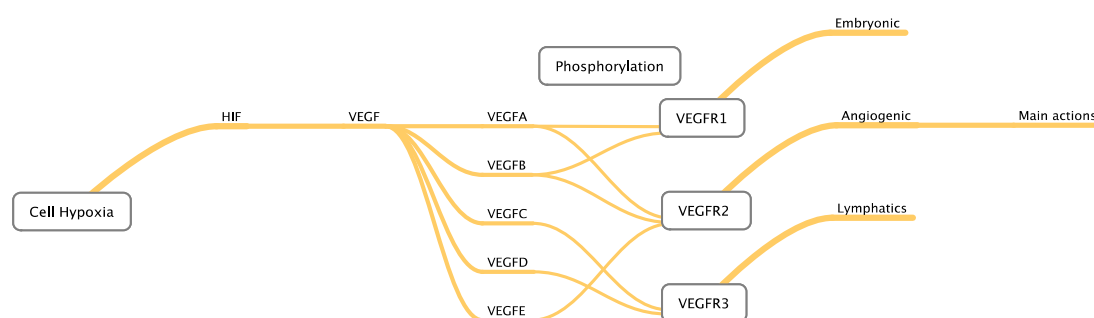 Embryonic
Phosphorylation
HIF
VEGF
VEGFA
VEGFR1
Angiogenic
Main actions
VEGFB
Cell Hypoxia
VEGFC
VEGFR2
Lymphatics
VEGFD
VEGFE
VEGFR3